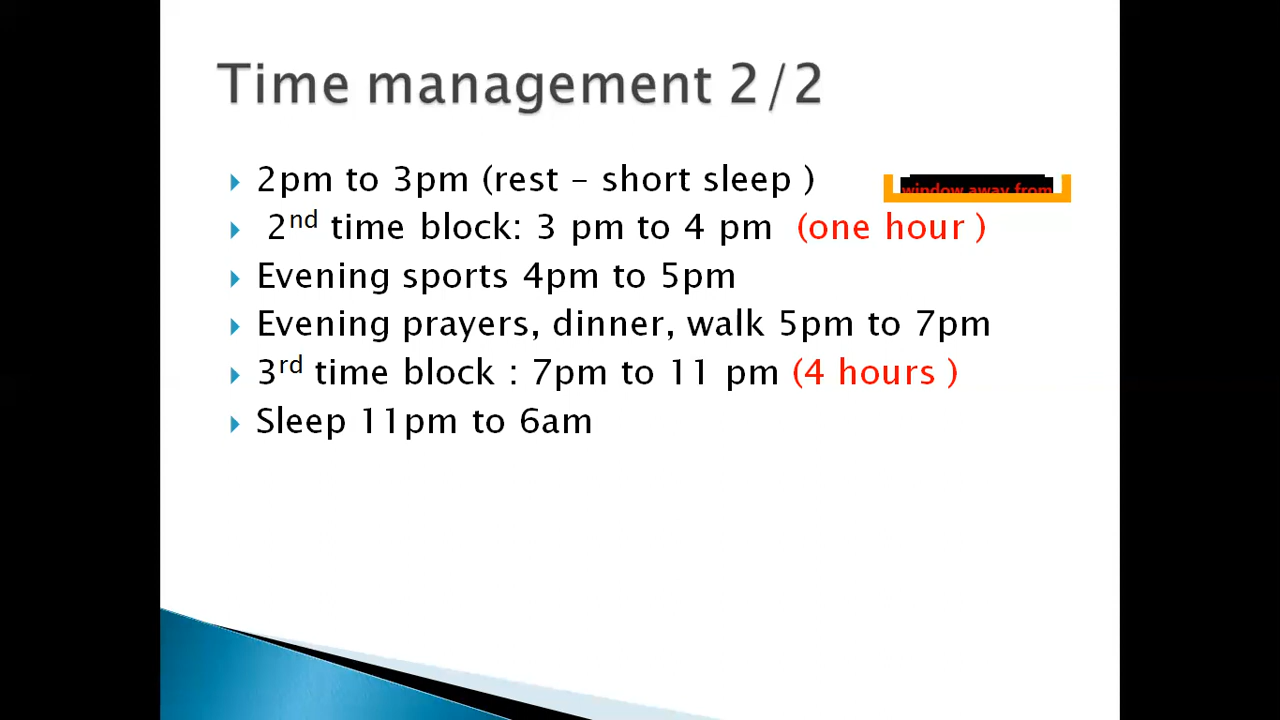 Time management 2/2
2pm to 3pm (rest – short sleep )
window away from
2nd time block: 3 pm to 4 pm (one hour )
Evening sports 4pm to 5pm
Evening prayers, dinner, walk 5pm to 7pm
3rd time block : 7pm to 11 pm (4 hours )
Sleep 11pm to 6am